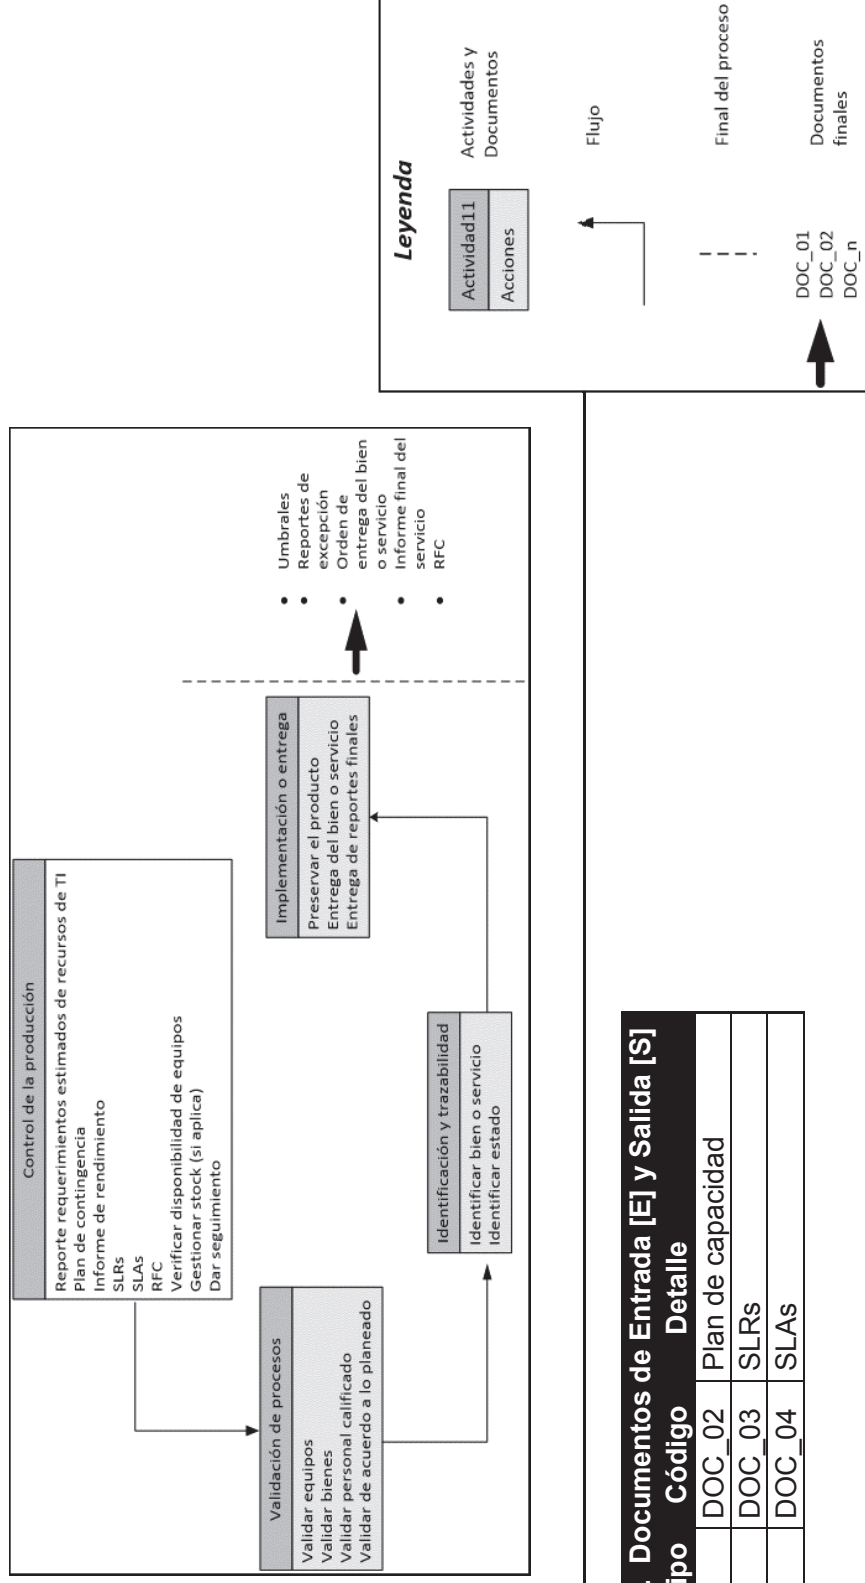 Control de la producción
Reporte requerimientos estimados de recursos de TI
Plan de contingencia
Informe de rendimiento
SLRs
SLAs
RFC
Verificar disponibilidad de equipos
Gestionar stock (si aplica)
Dar seguimiento
Validación de procesos
Validar equipos
Validar bienes
Validar personal calificado
Validar de acuerdo a lo planeado
Identificación y trazabilidad
Identificar bien o servicio
Identificar estado
Implementación o entrega
Preservar el producto
Entrega del bien o servicio
Entrega de reportes finales
• Umbrales
• Reportes de
excepción
• Orden de
entrega del bien
o servicio
• Informe final del
servicio
• RFC
Leyenda
Actividad11
Acciones
Actividades y
Documentos
Flujo
Final del proceso
DOC_01
DOC_02
DOC_n
Documentos
finales
. Documentos de Entrada [E] y Salida [S]
ipo Código Detalle
DOC_02 Plan de capacidad
DOC_03 SLRs
DOC_04 SLAs